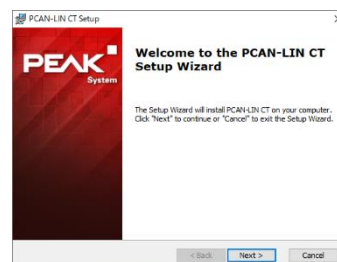 PCAN-LIN CT Setup
PEAK
System
Welcome to the PCAN-LIN CT
Setup Wizard
The Setup Wizard will install PCAN-LIN CT on your computer.
Click "Next" to continue or "Cancel" to exit the Setup Wizard.
< Back
Next >
Cancel